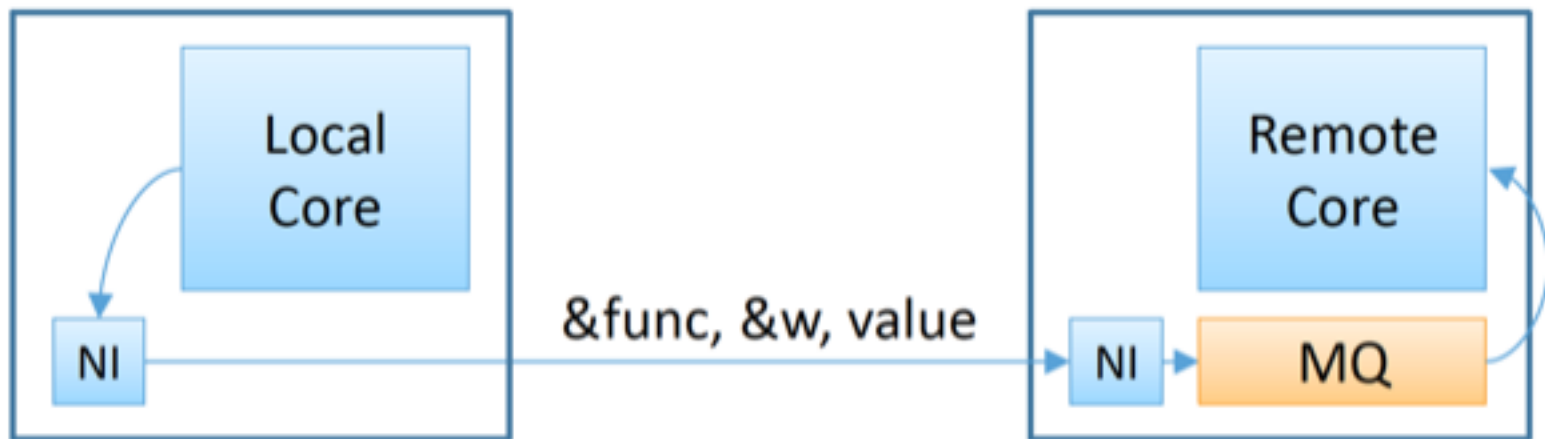 Local
Core
NI
&func, &w, value
Remote
Core
NI
MQ